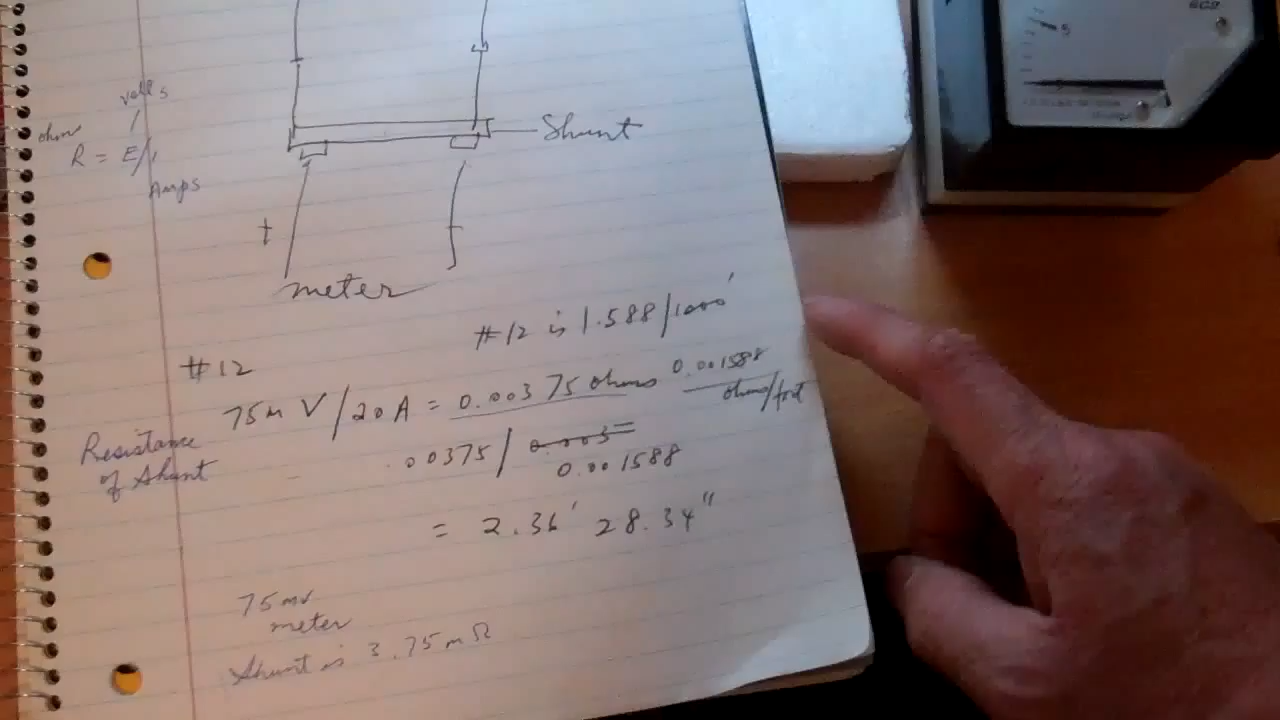 Shunt
volts
ohms
R = E/I
Amps
+
meter
#12 is 1.588/1000'
#12
75mV/20A = 0.00375 ohms
0.001588
ohms/foot
Resistance
of Shunt
.00375/
0.001588
= 2.36' 28.34"
75mv
meter
Shunt is 3.75mΩ
5